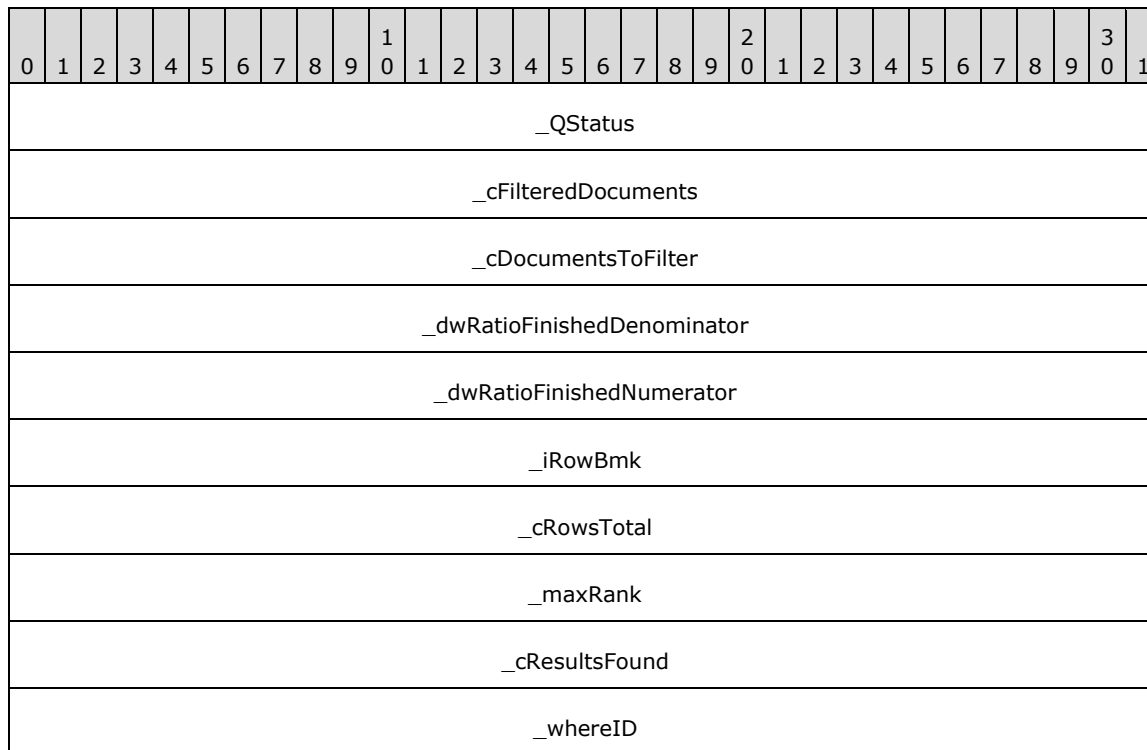 1 2 3
0 1 2 3 4 5 6 7 8 9 0 1 2 3 4 5 6 7 8 9 0 1 2 3 4 5 6 7 8 9 0 1
_QStatus
_cFilteredDocuments
_cDocumentsToFilter
_dwRatioFinishedDenominator
_dwRatioFinishedNumerator
_iRowBmk
_cRowsTotal
_maxRank
_cResultsFound
_whereID